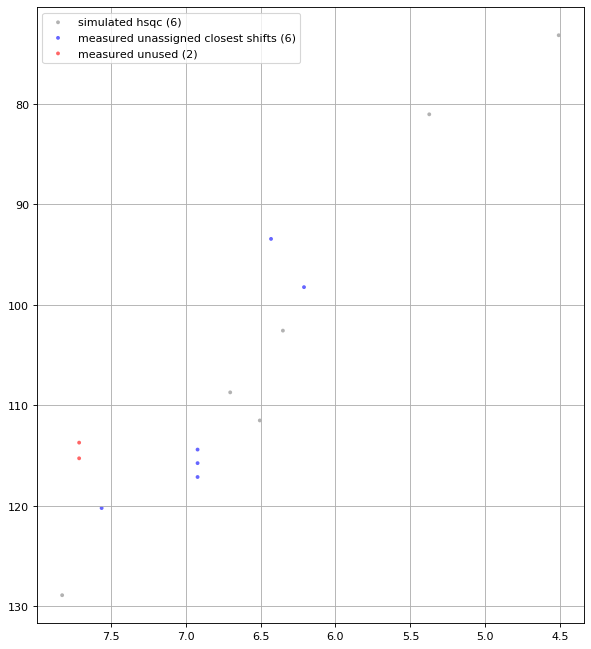 simulated hsqc (6)
measured unassigned closest shifts (6)
measured unused (2)
80
90
100
110
120
130
7.5 7.0 6.5 6.0 5.5 5.0 4.5